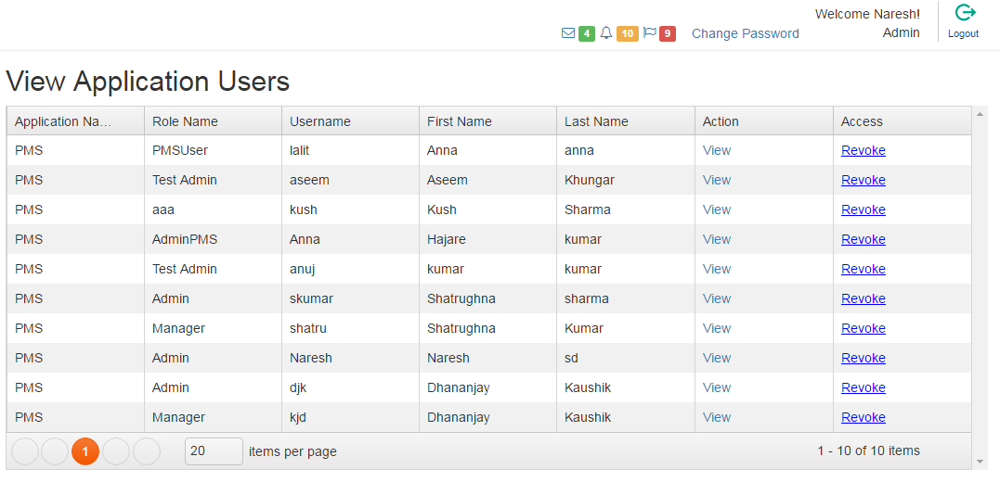 Welcome Naresh!
4 10 9 Change Password Admin Logout
View Application Users
Application Na... Role Name Username First Name Last Name Action Access
PMS PMSUser lalit Anna anna View Revoke
PMS Test Admin aseem Aseem Khungar View Revoke
PMS aaa kush Kush Sharma View Revoke
PMS AdminPMS Anna Hajare kumar View Revoke
PMS Test Admin anuj kumar kumar View Revoke
PMS Admin skumar Shatrughna sharma View Revoke
PMS Manager shatru Shatrughna Kumar View Revoke
PMS Admin Naresh Naresh sd View Revoke
PMS Admin djk Dhananjay Kaushik View Revoke
PMS Manager kjd Dhananjay Kaushik View Revoke
1 20 items per page 1 - 10 of 10 items